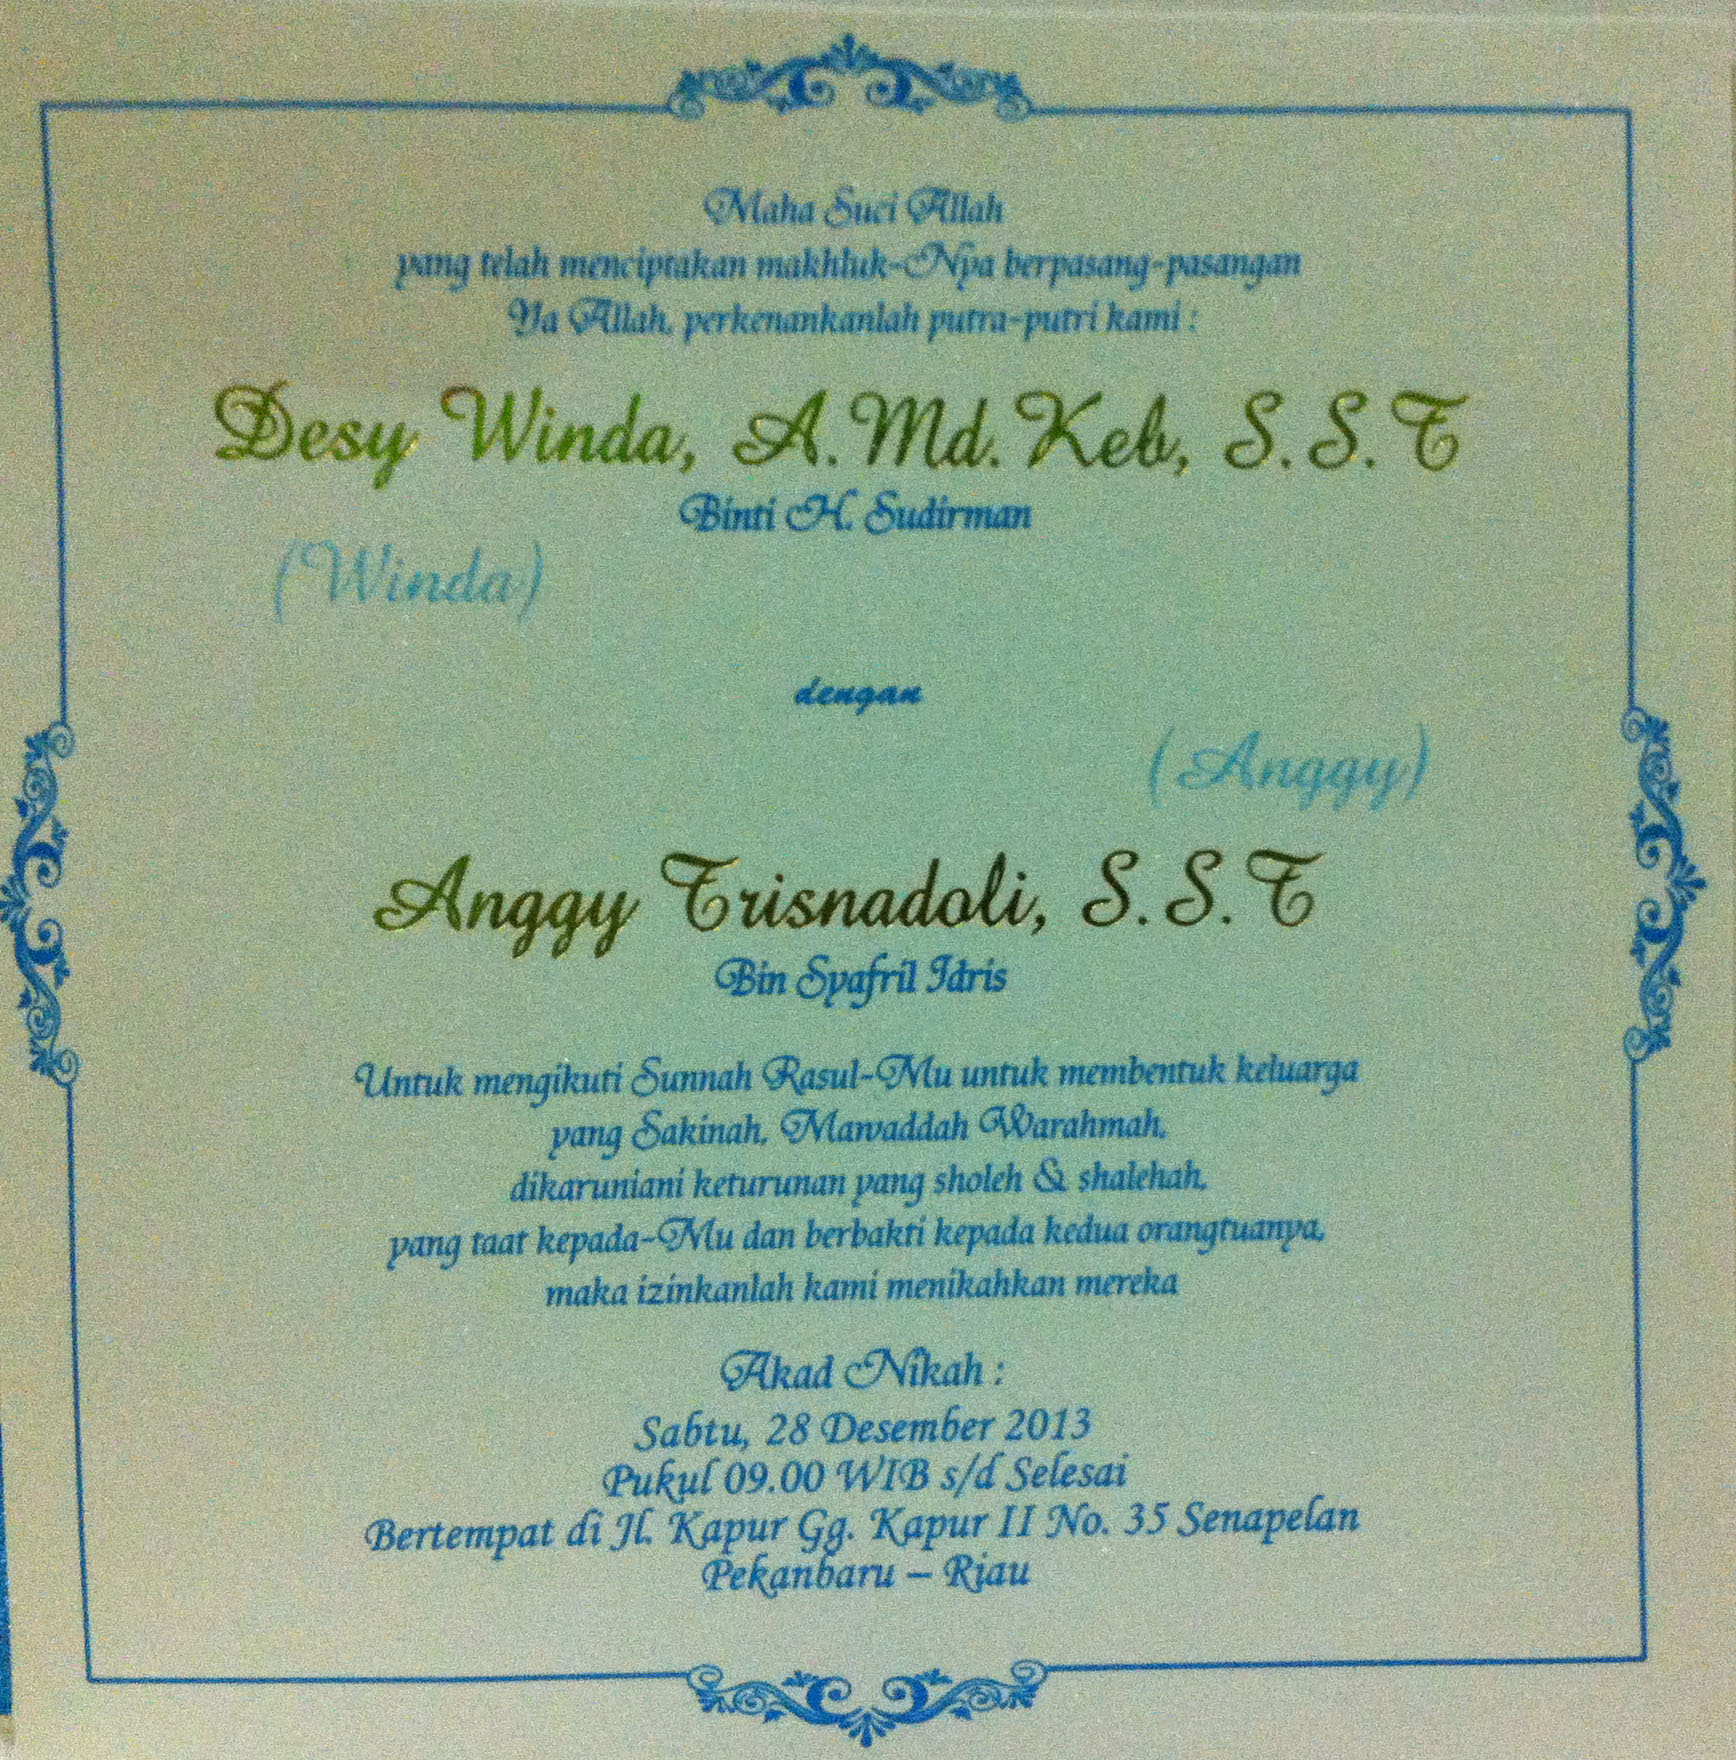 Maha Suci Allah
yang telah menciptakan makhluk-Nya berpasang-pasangan
Ya Allah, perkenankanlah putra-putri kami :
Desy Winda, A.Md.Keb, S.S.T
Binti H. Sudirman
(Winda)
dengan
(Anggy)
Anggy Trisnadoli, S.S.T
Bin Syafril Idris
Untuk mengikuti Sunnah Rasul-Mu untuk membentuk keluarga
yang Sakinah, Mawaddah Warahmah,
dikaruniani keturunan yang sholeh & shalehah,
yang taat kepada-Mu dan berbakti kepada kedua orangtuanya,
maka izinkanlah kami menikahkan mereka
Akad Nikah :
Sabtu, 28 Desember 2013
Pukul 09.00 WIB s/d Selesai
Bertempat di Jl. Kapur Gg. Kapur II No. 35 Senapelan
Pekanbaru – Riau